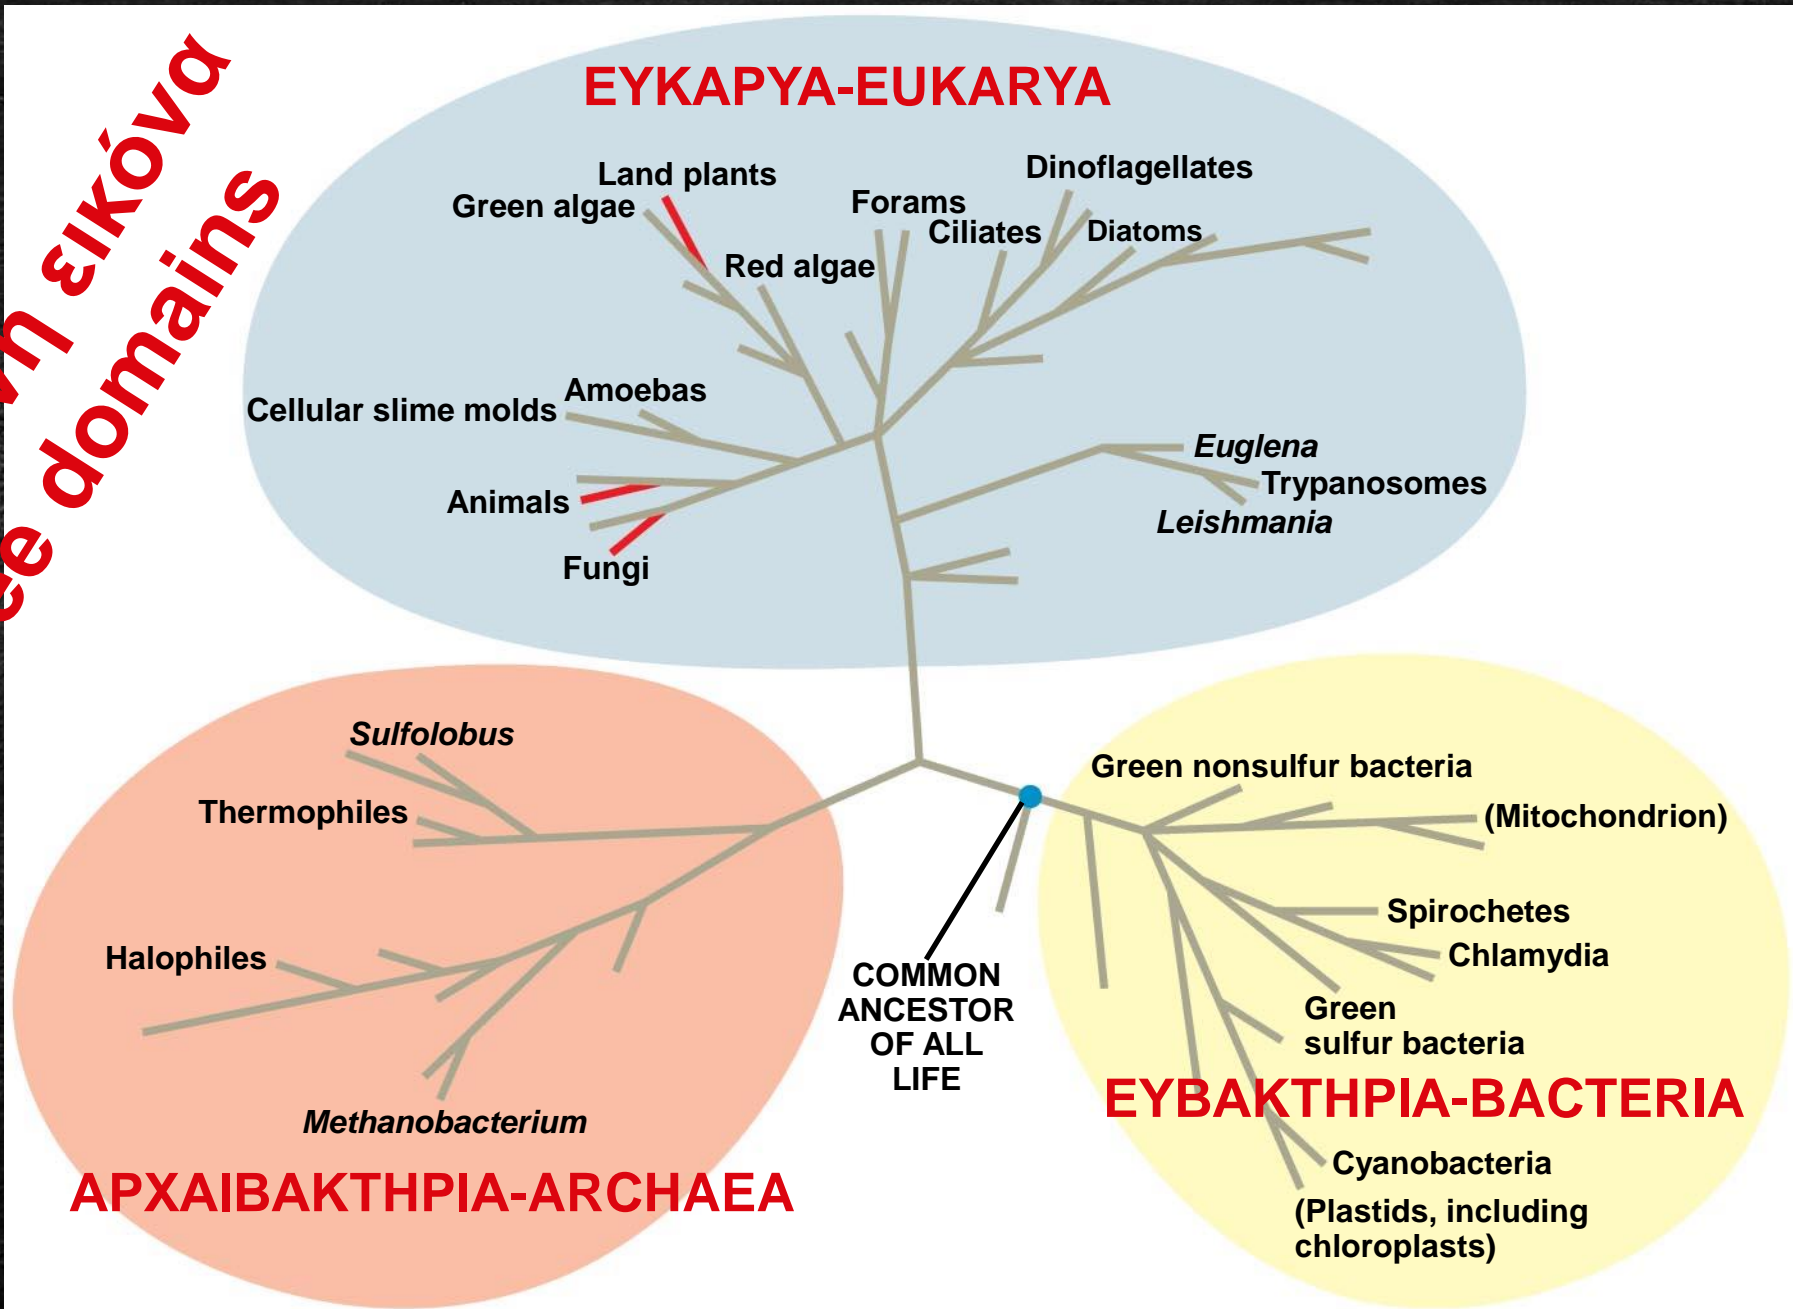 εικόνα
domains
ΕΥΚΑΡΥΑ-EUKARYA
Land plants
Green algae
Red algae
Forams
Ciliates
Dinoflagellates
Diatoms
Amoebas
Cellular slime molds
Animals
Fungi
Euglena
Trypanosomes
Leishmania
Sulfolobus
Thermophiles
Halophiles
Methanobacterium
ΑΡΧΑΙΒΑΚΤΗΡΙΑ-ARCHAEA
COMMON
ANCESTOR
OF ALL
LIFE
Green nonsulfur bacteria
(Mitochondrion)
Spirochetes
Chlamydia
Green
sulfur bacteria
ΕΥΒΑΚΤΗΡΙΑ-BACTERIA
Cyanobacteria
(Plastids, including
chloroplasts)